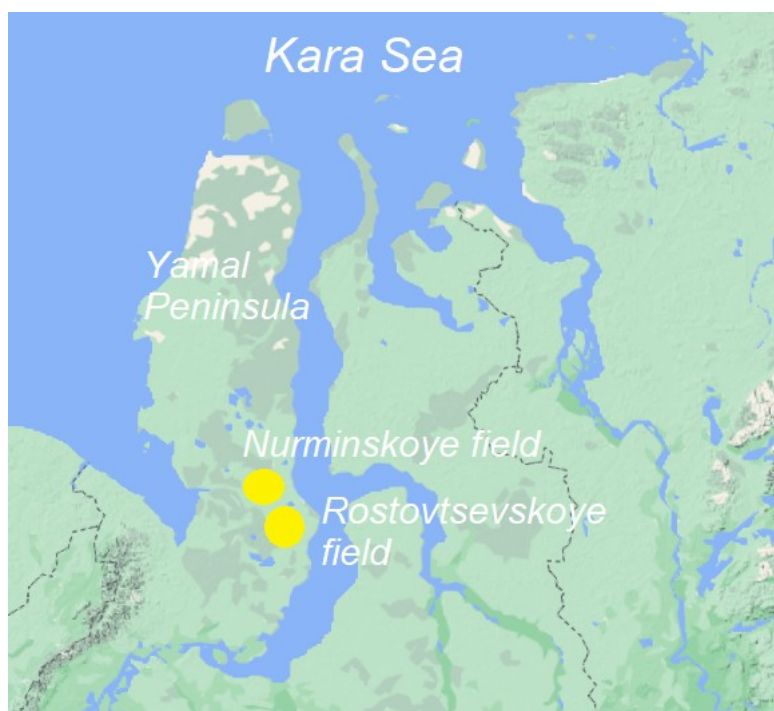 Kara Sea
Yamal
Peninsula
Nurminskoye field
Rostovtsevskoye
field